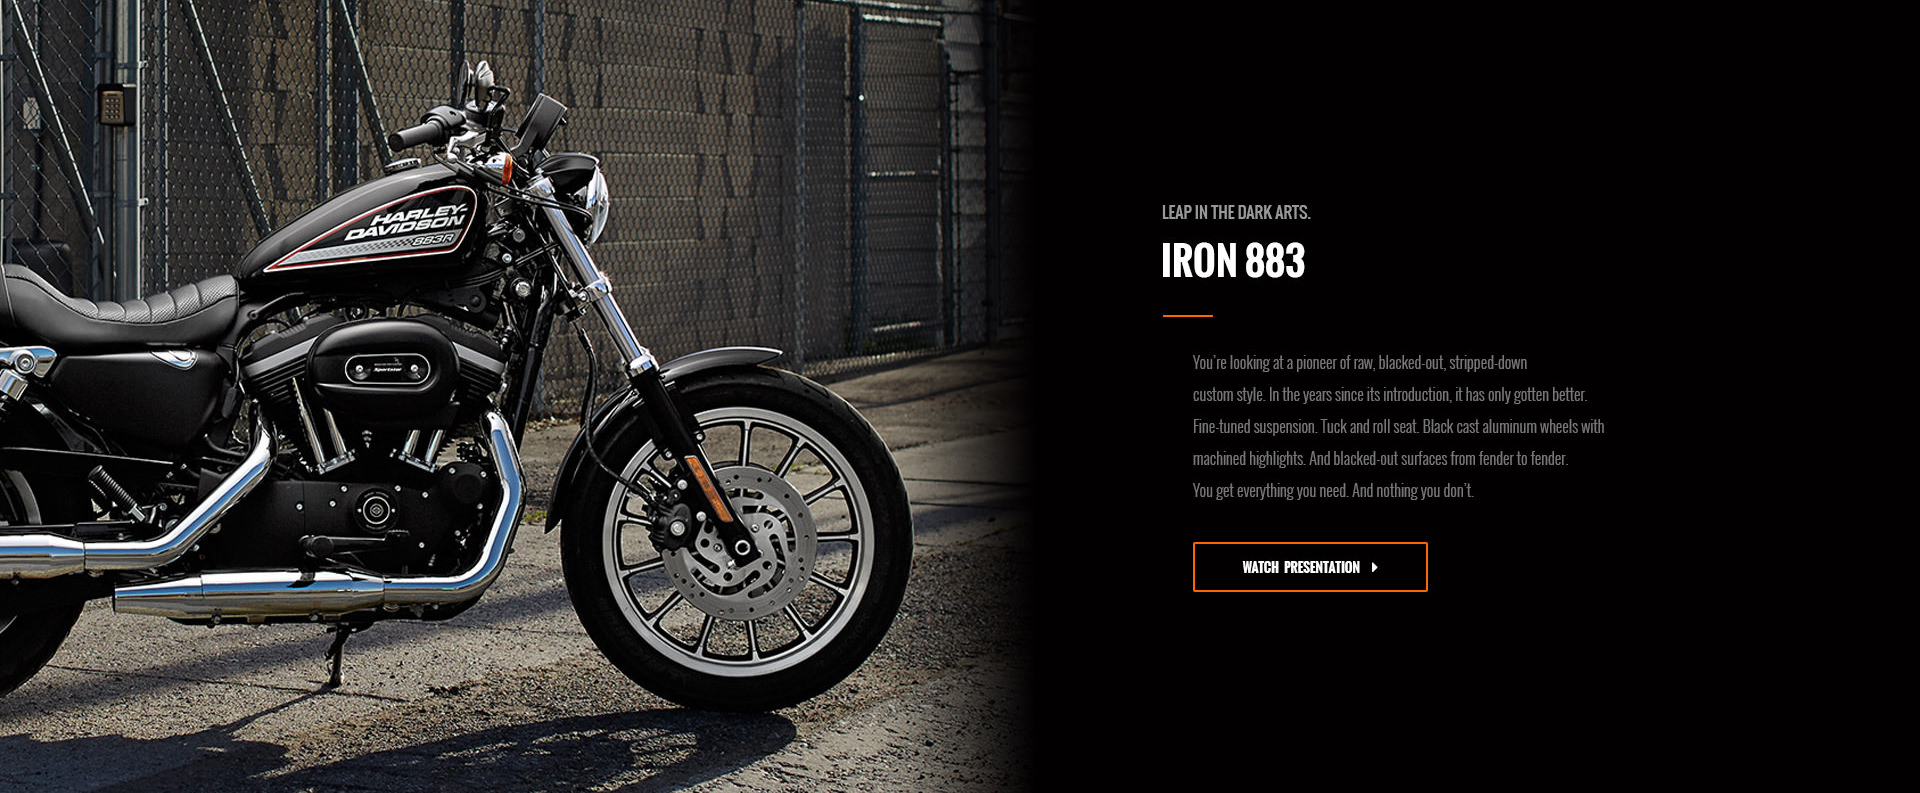 HARLEY-
DAVIDSON
883R
Sportster
LEAP IN THE DARK ARTS.
IRON 883
You're looking at a pioneer of raw, blacked-out, stripped-down
custom style. In the years since its introduction, it has only gotten better.
Fine-tuned suspension. Tuck and roll seat. Black cast aluminum wheels with
machined highlights. And blacked-out surfaces from fender to fender.
You get everything you need. And nothing you don't.
WATCH PRESENTATION